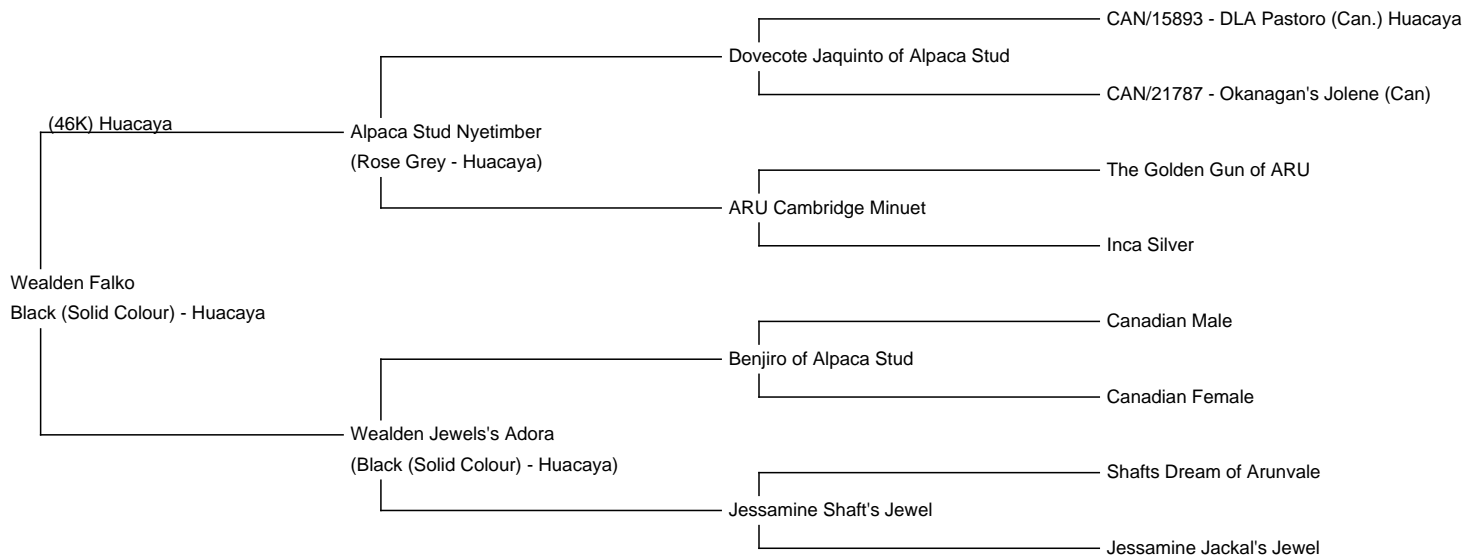 CAN/15893 - DLA Pastoro (Can.) Huacaya
Dovecote Jaquinto of Alpaca Stud
CAN/21787 - Okanagan's Jolene (Can)
(46K) Huacaya
Alpaca Stud Nyetimber
(Rose Grey - Huacaya)
The Golden Gun of ARU
ARU Cambridge Minuet
Inca Silver
Wealden Falko
Black (Solid Colour) - Huacaya
Canadian Male
Benjiro of Alpaca Stud
Canadian Female
Wealden Jewels's Adora
(Black (Solid Colour) - Huacaya)
Shafts Dream of Arunvale
Jessamine Shaft's Jewel
Jessamine Jackal's Jewel